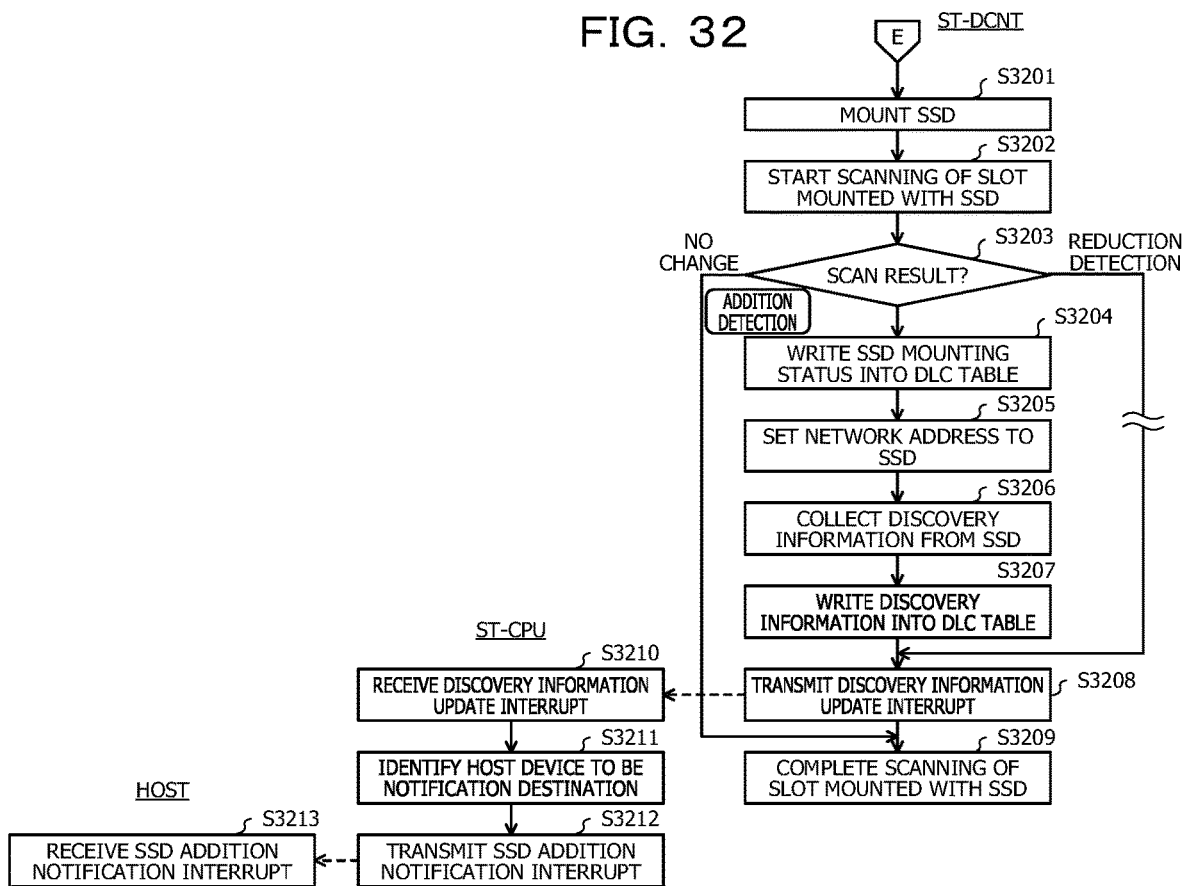 FIG. 32
ST-DCNT
E
S3201
MOUNT SSD
S3202
START SCANNING OF SLOT
MOUNTED WITH SSD
S3203
NO
CHANGE
SCAN RESULT?
REDUCTION
DETECTION
ADDITION
DETECTION
S3204
WRITE SSD MOUNTING
STATUS INTO DLC TABLE
S3205
SET NETWORK ADDRESS TO
SSD
S3206
COLLECT DISCOVERY
INFORMATION FROM SSD
S3207
WRITE DISCOVERY
INFORMATION INTO DLC TABLE
ST-CPU
S3210
RECEIVE DISCOVERY INFORMATION
UPDATE INTERRUPT
TRANSMIT DISCOVERY INFORMATION
UPDATE INTERRUPT
S3208
S3211
IDENTIFY HOST DEVICE TO BE
NOTIFICATION DESTINATION
S3209
COMPLETE SCANNING OF
SLOT MOUNTED WITH SSD
HOST
S3213
RECEIVE SSD ADDITION
NOTIFICATION INTERRUPT
S3212
TRANSMIT SSD ADDITION
NOTIFICATION INTERRUPT